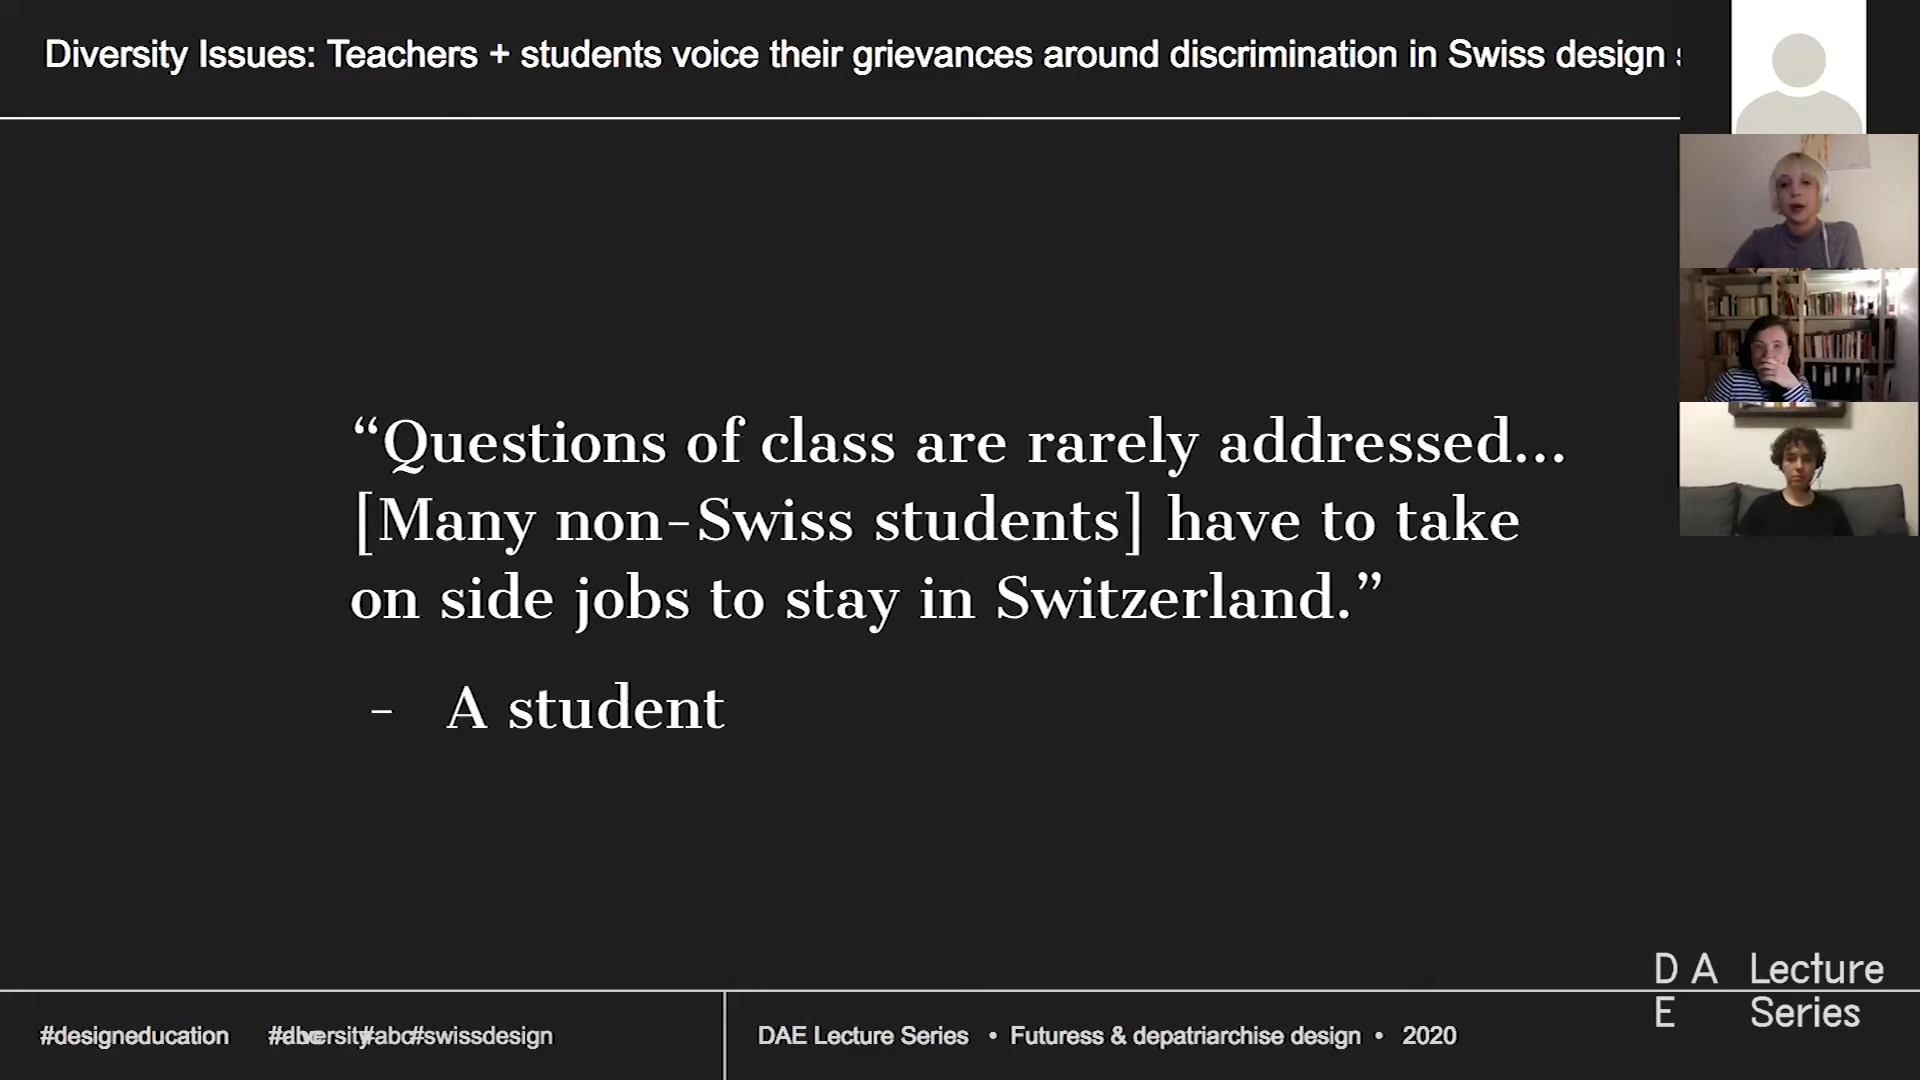 Diversity Issues: Teachers + students voice their grievances around discrimination in Swiss design
“Questions of class are rarely addressed...
[Many non-Swiss students] have to take
on side jobs to stay in Switzerland.”
- A student
D A Lecture
E Series
#designeducation #swissdesign
DAE Lecture Series • Futuress & depatriarchise design • 2020